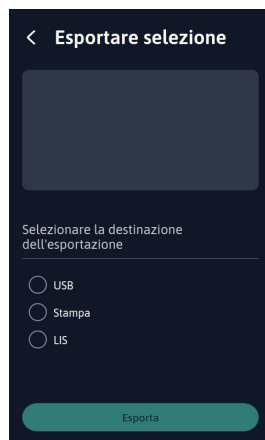 Esportare selezione
Selezionare la destinazione
dell'esportazione
USB
Stampa
LIS
Esporta